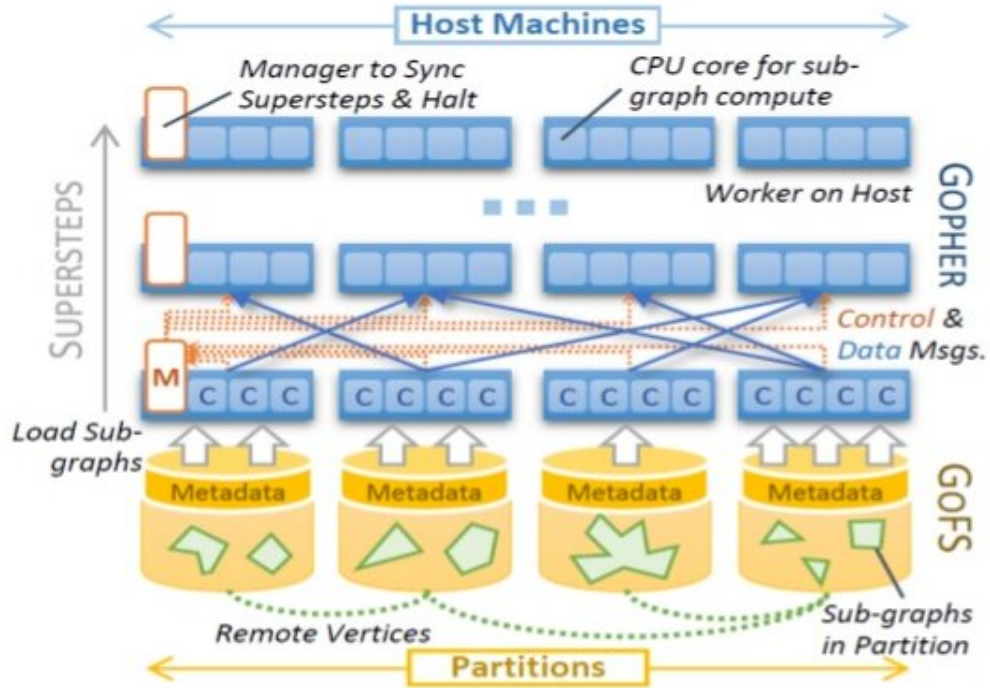 Host Machines
Manager to Sync
Supersteps & Halt
CPU core for sub-
graph compute
Worker on Host
SUPERSTEPS
GOPHER
Control &
Data Msgs.
M C C C
C C C C
C C C C
C C C C
Load Sub-
graphs
Metadata
Metadata
Metadata
Metadata
GOFS
Remote Vertices
Sub-graphs
in Partition
Partitions